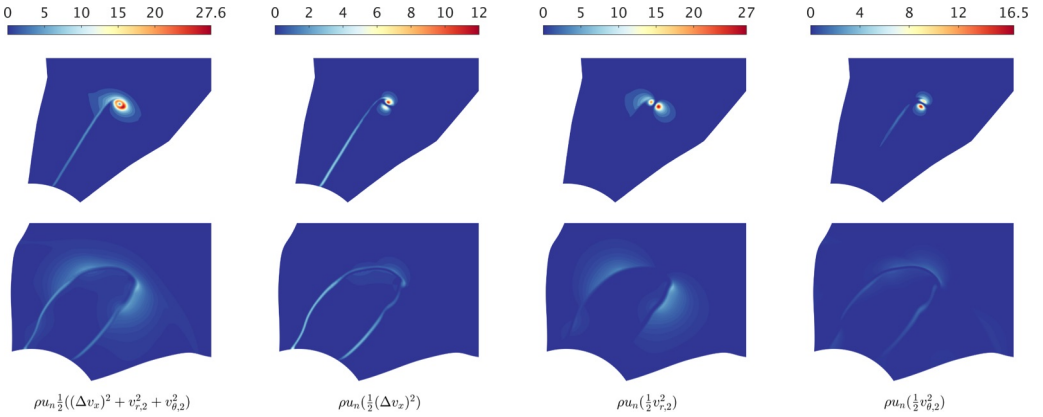 0 5 10 15 20 27.6
0 2 4 6 8 10 12
0 5 10 15 20 27
0 4 8 12 16.5
ρu_n ½((Δv_x)² + v²_{r,2} + v²_{θ,2})
ρu_n(½(Δv_x)²)
ρu_n(½v²_{r,2})
ρu_n(½v²_{θ,2})